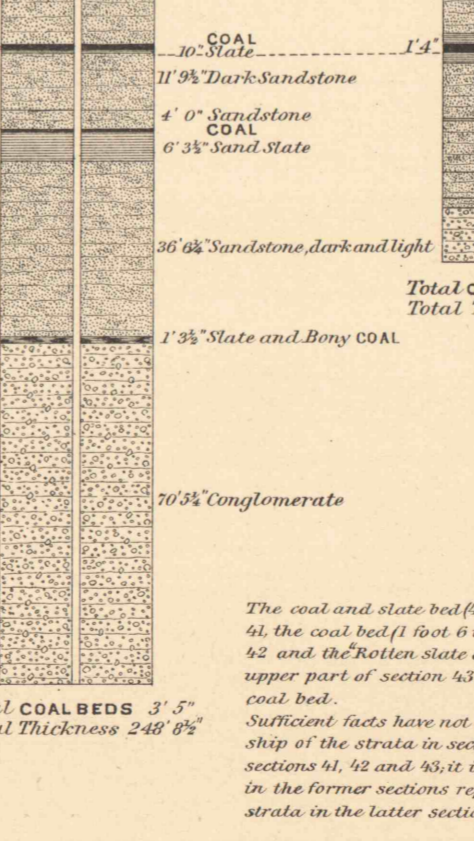 COAL
10" Slate
1'4"
11' 9½" Dark Sandstone
4' 0" Sandstone
COAL
6' 3½" Sand Slate
Sandstone, dark and light
Total
Total
1' 3½" Slate and Bony COAL
70' 5¾" Conglomerate
The coal and slate bed (4
41, the coal bed (1 foot 6
42 and the "Rotten slate
upper part of section 43
coal bed.
Sufficient facts have not
ship of the strata in sec
sections 41, 42 and 43; it i
in the former sections re
strata in the latter secti
l COAL BEDS 3' 5"
al Thickness 248' 8½"